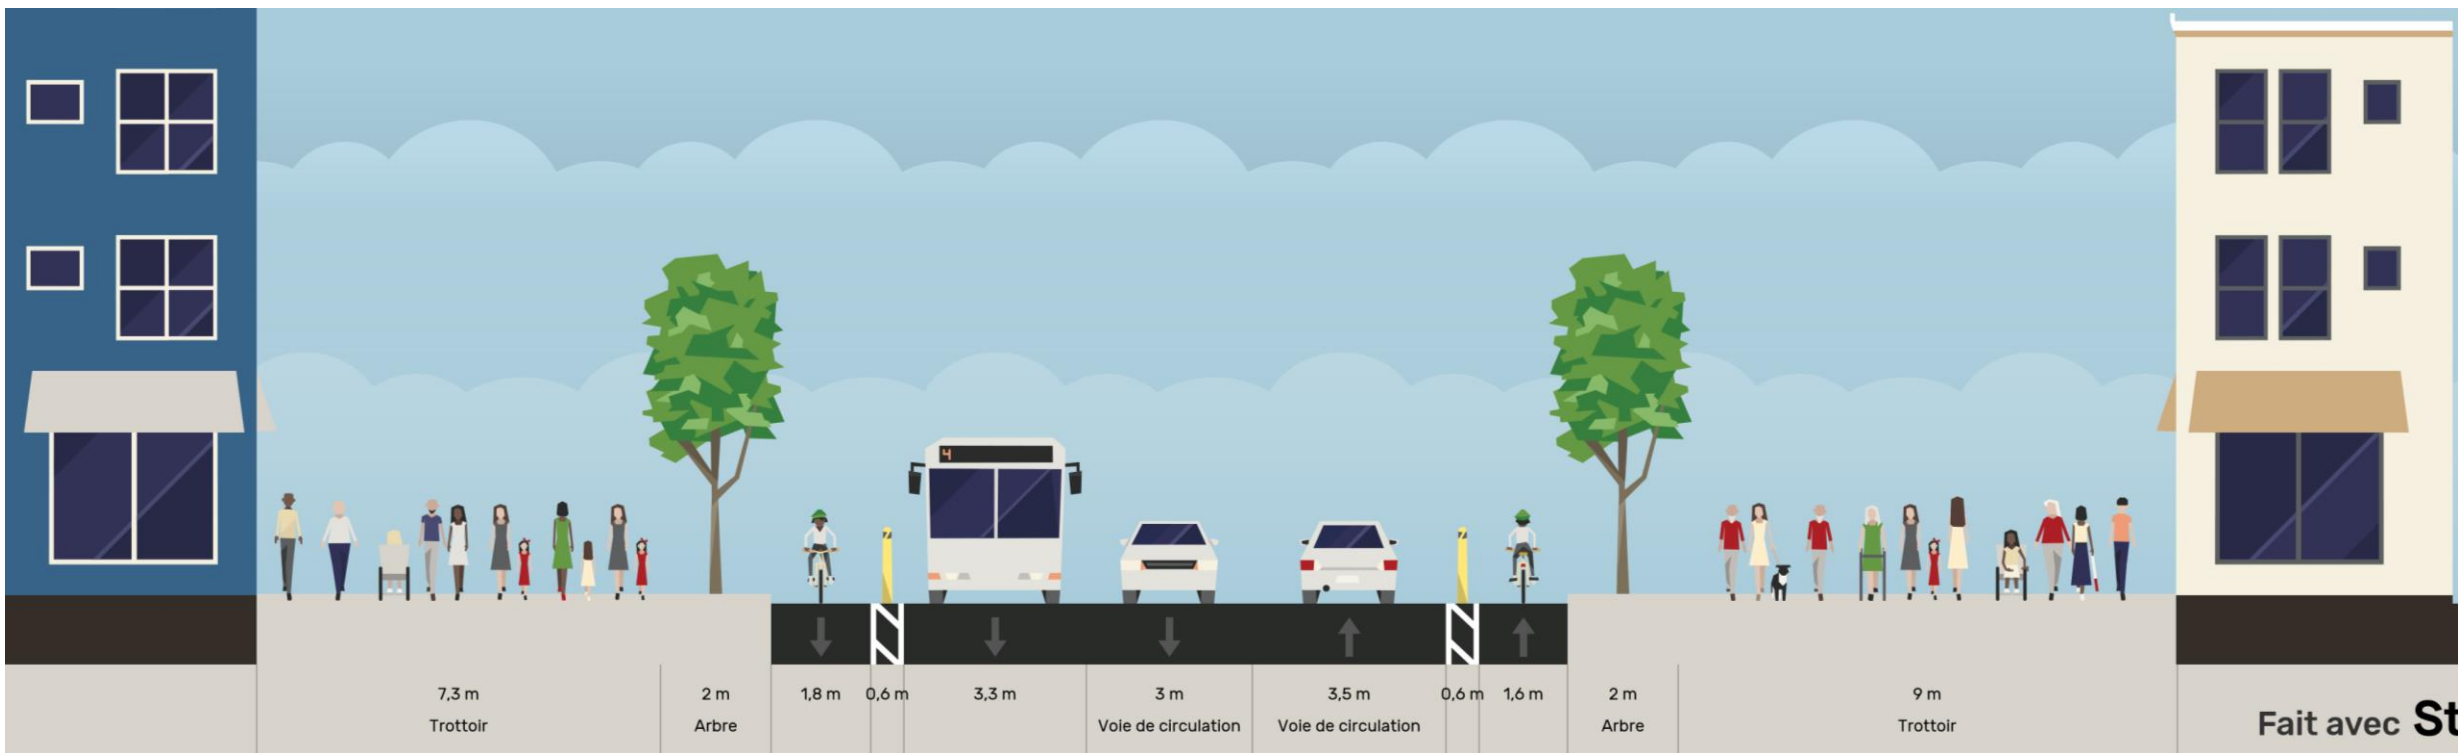 4
7,3 m
2 m
1,8 m
0,6 m
3,3 m
3 m
3,5 m
0,6 m
1,6 m
2 m
9 m
Trottoir
Arbre
Voie de circulation
Voie de circulation
Arbre
Trottoir
Fait avec St